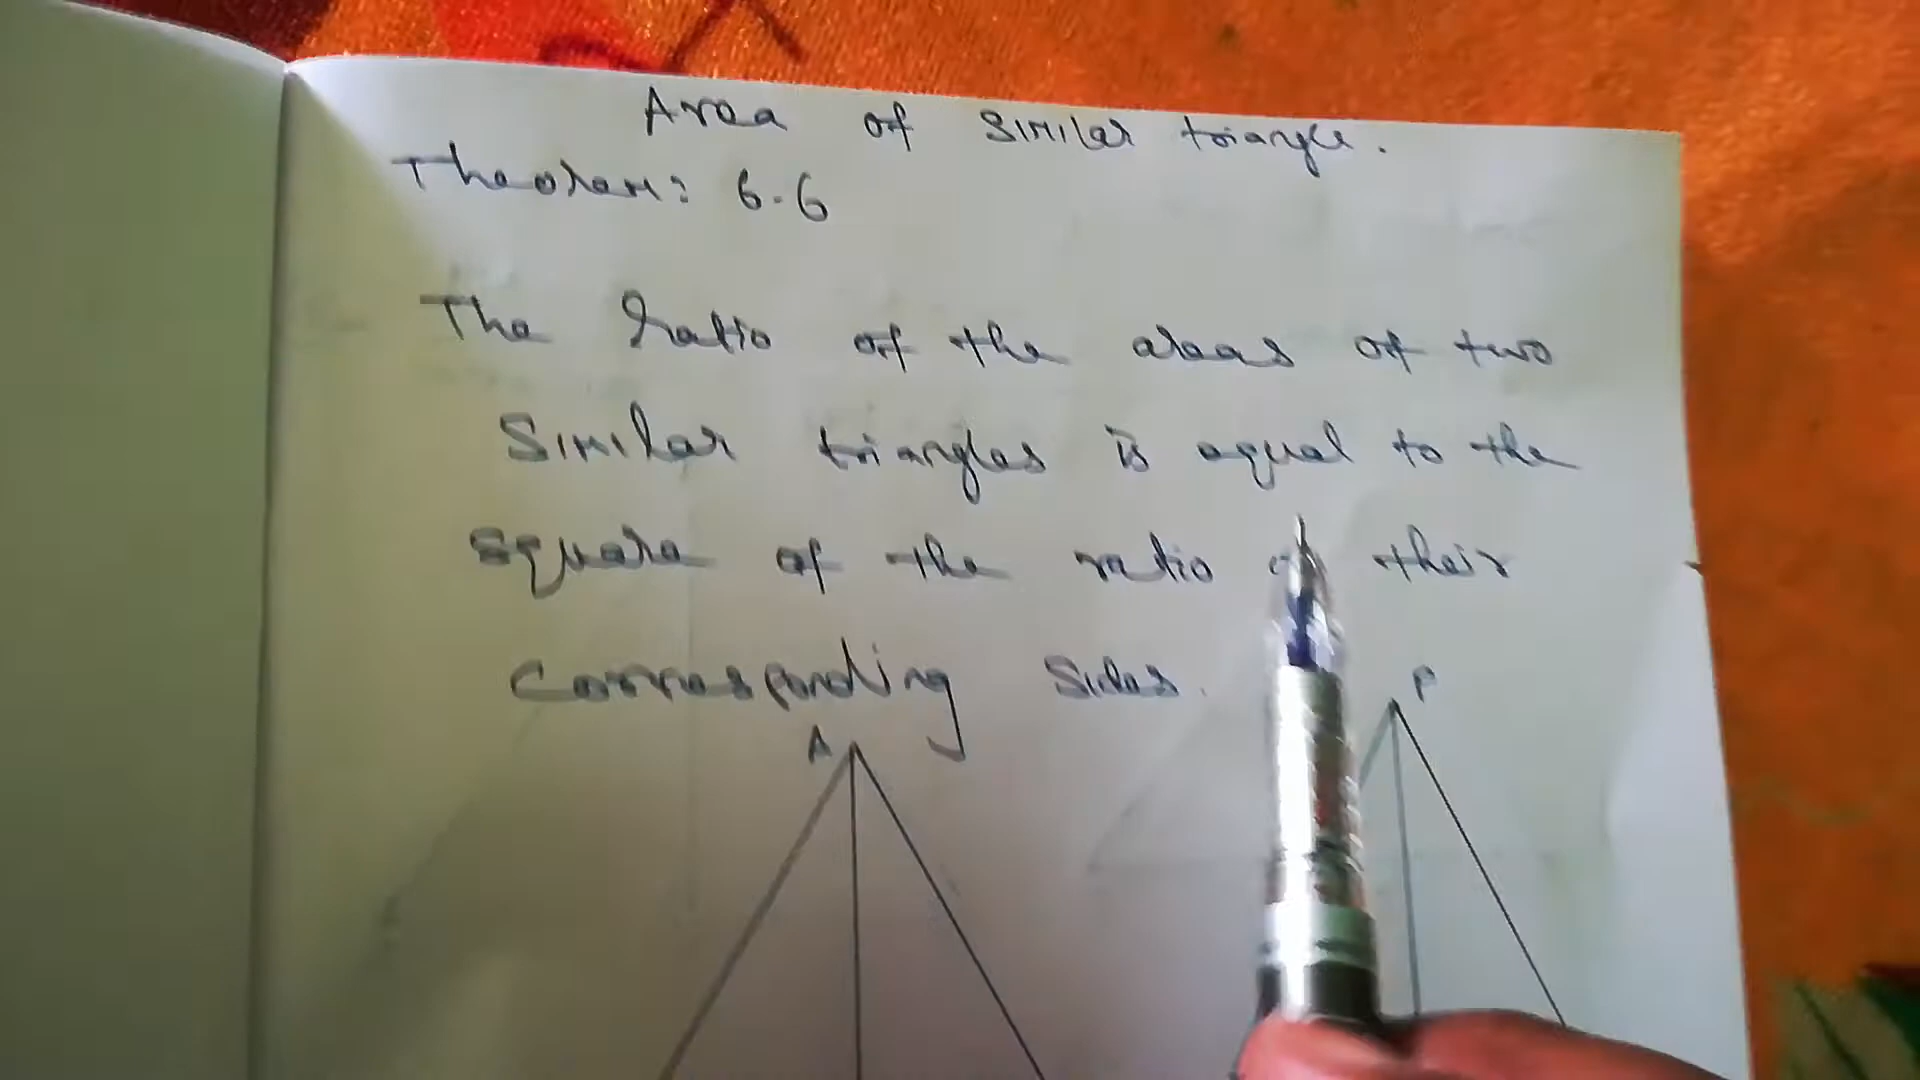 Area of similar triangle.
Theorem: 6.6
The ratio of the areas of two
Similar triangles is equal to the
square of the ratio their
Corresponding Sides.
A P